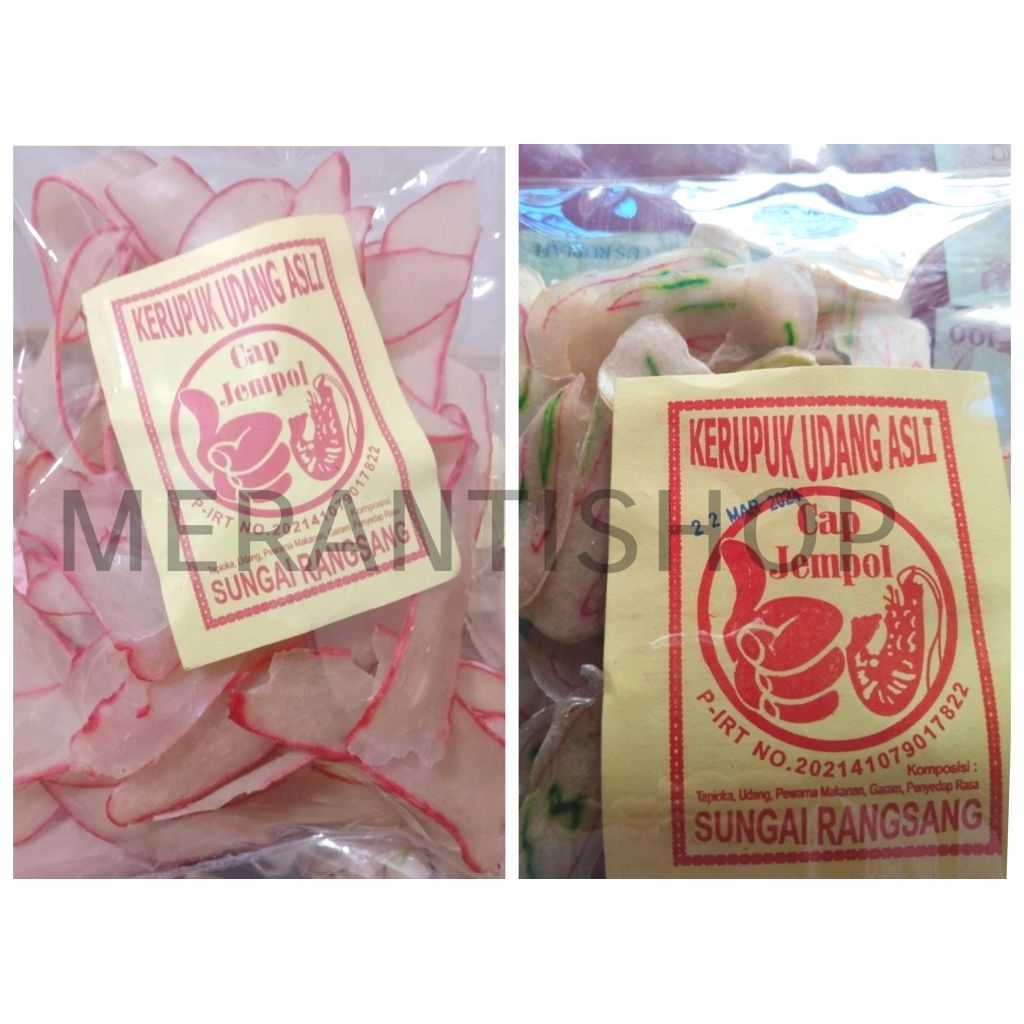 KERUPUK UDANG ASLI
Cap
Jempol
P-IRT NO.202141079017822
Komposisi
Tapioka, Udang, Pewarna Makanan, Garam, Penyedap Rasa
SUNGAI RANGSANG
KERUPUK UDANG ASLI
22 MAR 2024
Cap
Jempol
P-IRT NO.202141079017822
Komposisi :
Tapioka, Udang, Pewarna Makanan, Garam, Penyedap Rasa
SUNGAI RANGSANG
MERANTISHOP
100